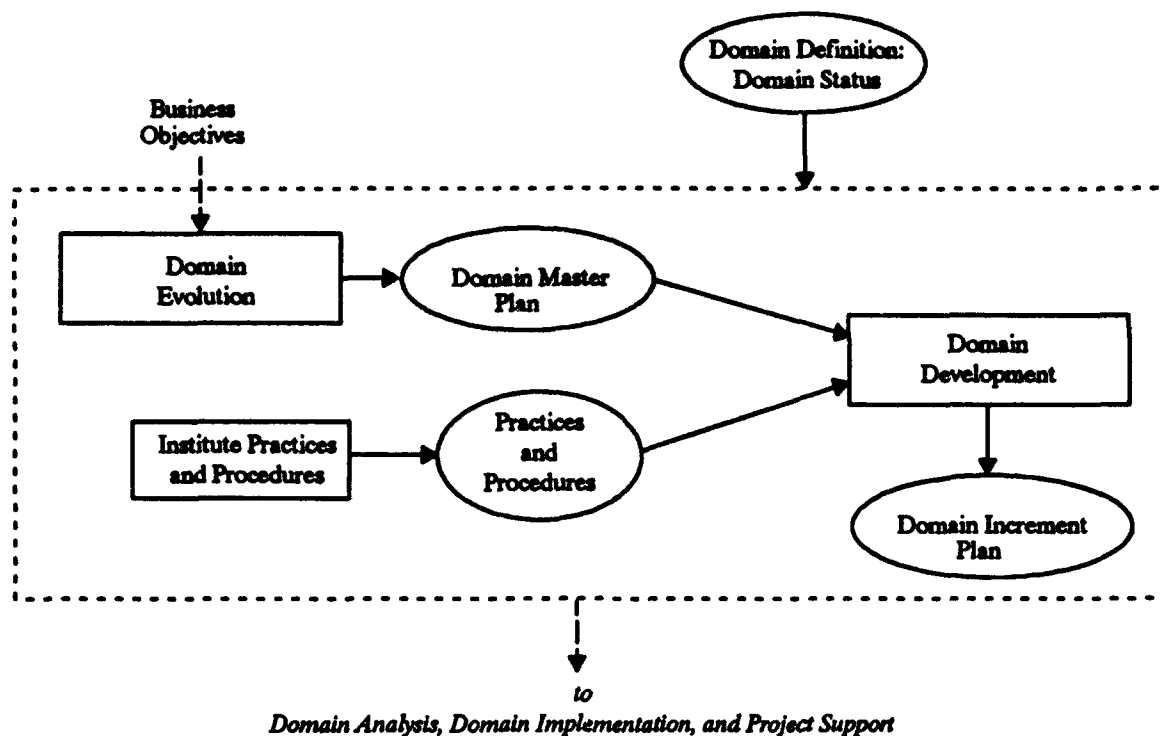 Domain Definition:
Domain Status
Business
Objectives
Domain
Evolution
Domain Master
Plan
Domain
Development
Institute Practices
and Procedures
Practices
and
Procedures
Domain Increment
Plan
to
Domain Analysis, Domain Implementation, and Project Support